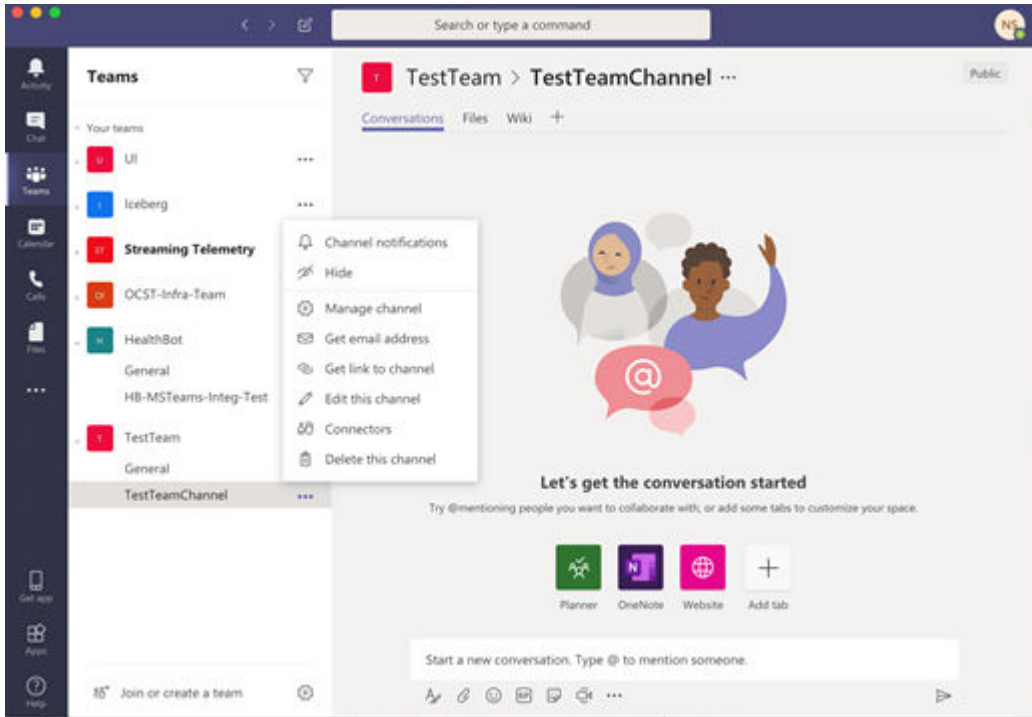 Search or type a command
NS
Activity
Chat
Teams
Calendar
Calls
Files
Get app
Apps
Help
Teams
Your teams
U UI
I Iceberg
ST Streaming Telemetry
OI OCST-Infra-Team
H HealthBot
General
HB-MSTeams-Integ-Test
T TestTeam
General
TestTeamChannel
Join or create a team
Channel notifications
Hide
Manage channel
Get email address
Get link to channel
Edit this channel
Connectors
Delete this channel
T TestTeam > TestTeamChannel ...
Public
Conversations Files Wiki +
@
Let's get the conversation started
Try @mentioning people you want to collaborate with, or add some tabs to customize your space.
N
Planner OneNote Website Add tab
Start a new conversation. Type @ to mention someone.
GIF